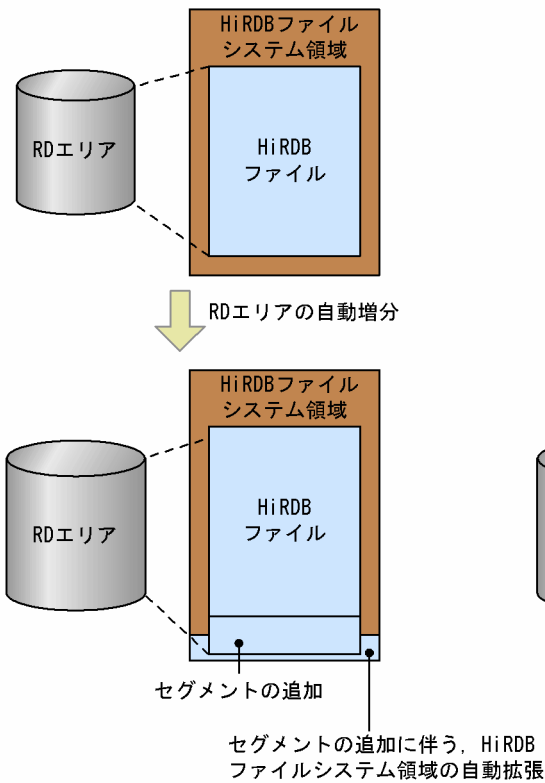 HiRDBファイル
システム領域
RDエリア
HiRDB
ファイル
RDエリアの自動増分
HiRDBファイル
システム領域
RDエリア
HiRDB
ファイル
セグメントの追加
セグメントの追加に伴う，HiRDB
ファイルシステム領域の自動拡張